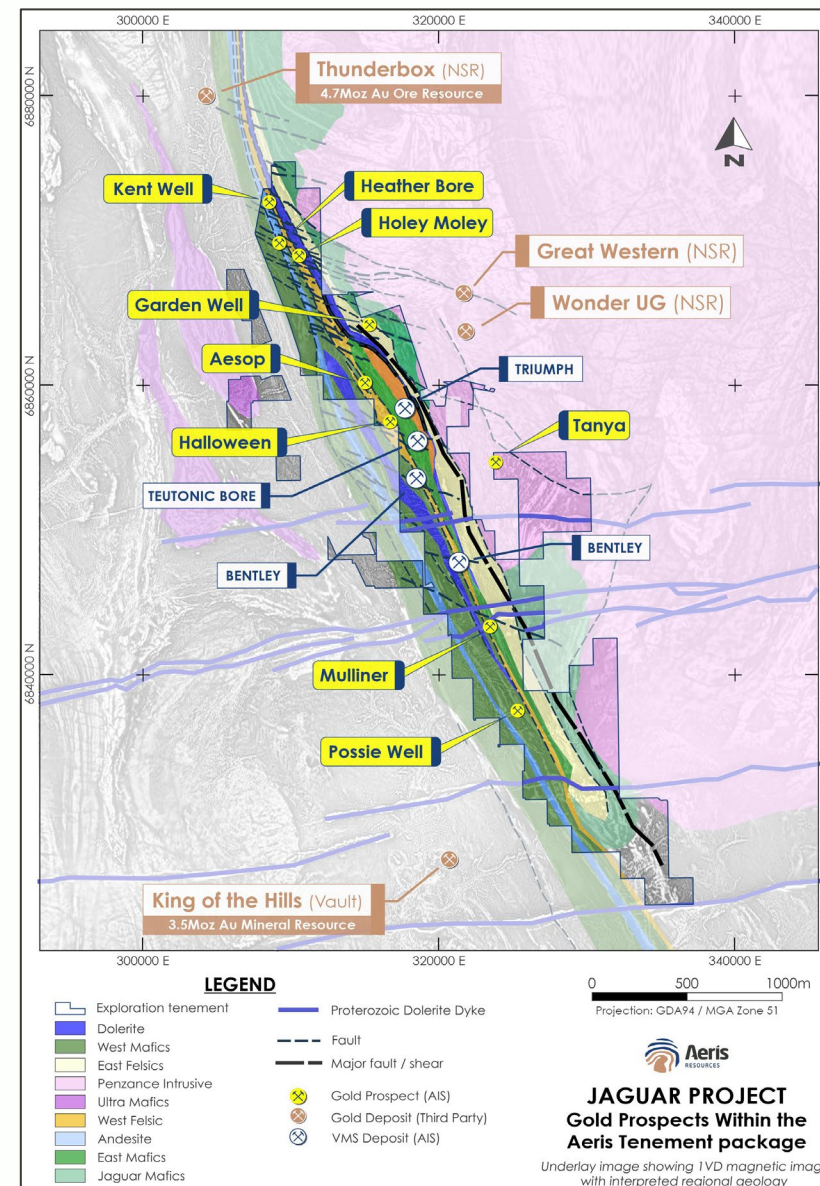 300000 E
320000 E
340000 E
Thunderbox (NSR)
4.7Moz Au Ore Resource
6880000 N
N
Kent Well
Heather Bore
Holey Moley
Great Western (NSR)
Garden Well
Wonder UG (NSR)
Aesop
TRIUMPH
6860000 N
Tanya
Halloween
TEUTONIC BORE
BENTLEY
BENTLEY
Mulliner
6840000 N
Possie Well
King of the Hills (Vault)
3.5Moz Au Mineral Resource
300000 E
320000 E
340000 E
LEGEND
Exploration tenement
Dolerite
West Mafics
East Felsics
Penzance Intrusive
Ultra Mafics
West Felsic
Andesite
East Mafics
Jaguar Mafics
Proterozoic Dolerite Dyke
Fault
Major fault / shear
Gold Prospect (AIS)
Gold Deposit (Third Party)
VMS Deposit (AIS)
0 500 1000m
Projection: GDA94 / MGA Zone 51
Aeris
RESOURCES
JAGUAR PROJECT
Gold Prospects Within the
Aeris Tenement package
Underlay image showing 1VD magnetic imag
with interpreted regional geology